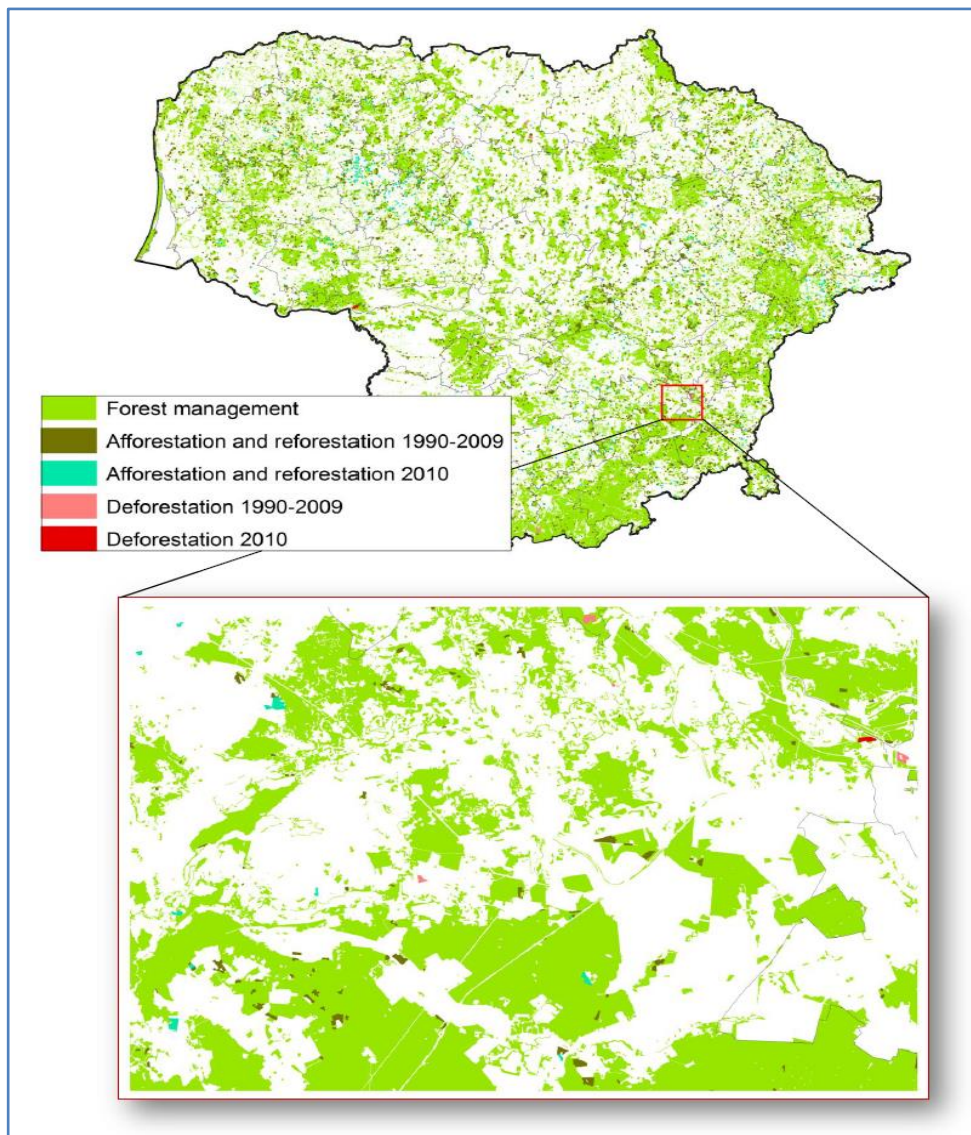 Forest management
Afforestation and reforestation 1990-2009
Afforestation and reforestation 2010
Deforestation 1990-2009
Deforestation 2010